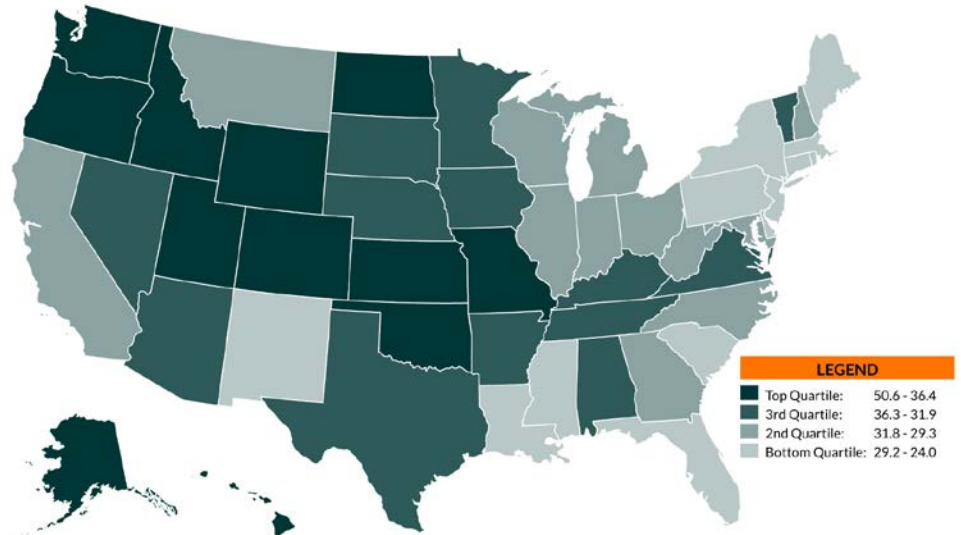 LEGEND
Top Quartile: 50.6 - 36.4
3rd Quartile: 36.3 - 31.9
2nd Quartile: 31.8 - 29.3
Bottom Quartile: 29.2 - 24.0